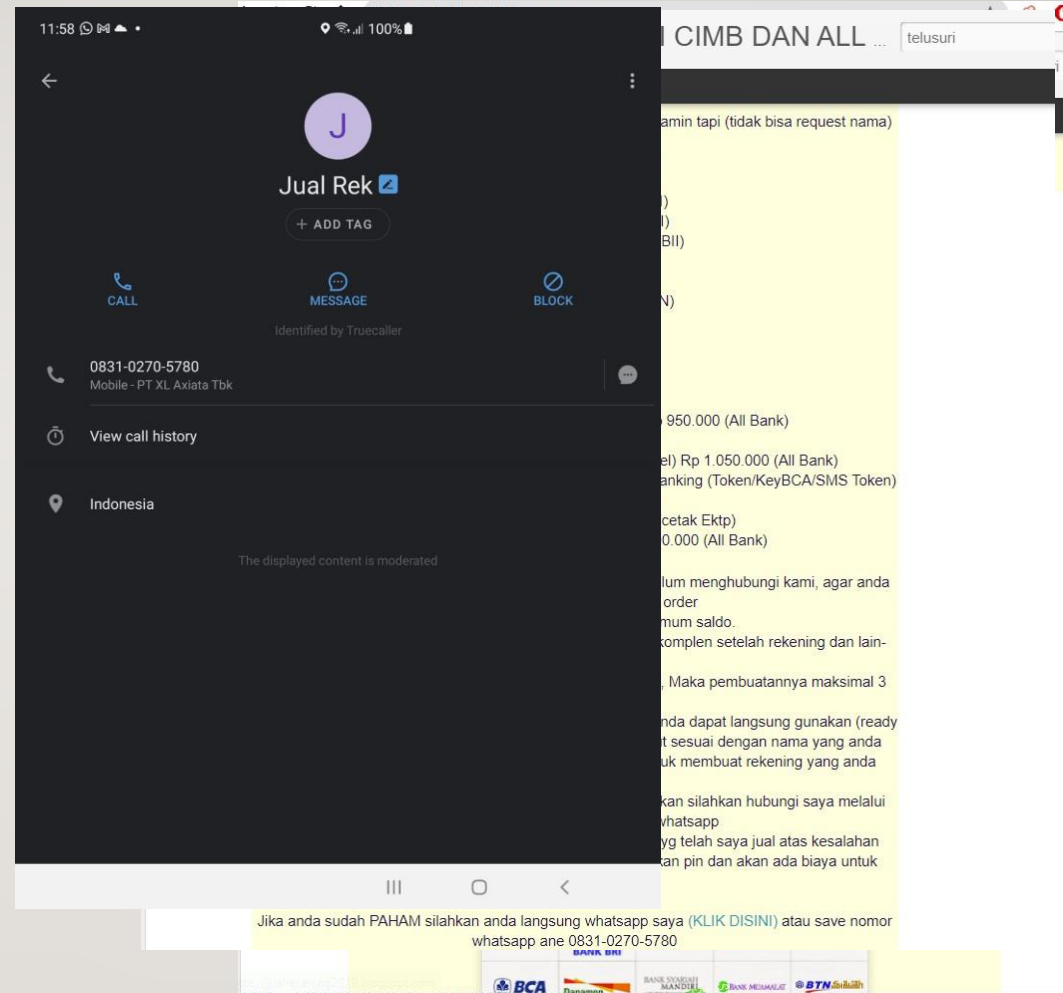 11:58
100%
J
Jual Rek
+ ADD TAG
CALL
MESSAGE
BLOCK
Identified by Truecaller
0831-0270-5780
Mobile - PT XL Axiata Tbk
View call history
Indonesia
The displayed content is moderated
CIMB DAN ALL ...
telusuri
amin tapi (tidak bisa request nama)
)
)
BII)
N)
950.000 (All Bank)
el) Rp 1.050.000 (All Bank)
anking (Token/KeyBCA/SMS Token)
cetak Ektp)
0.000 (All Bank)
lum menghubungi kami, agar anda
order
mum saldo.
komplen setelah rekening dan lain-
, Maka pembuatannya maksimal 3
nda dapat langsung gunakan (ready
t sesuai dengan nama yang anda
uk membuat rekening yang anda
kan silahkan hubungi saya melalui
whatsapp
yg telah saya jual atas kesalahan
kan pin dan akan ada biaya untuk
Jika anda sudah PAHAM silahkan anda langsung whatsapp saya (KLIK DISINI) atau save nomor
whatsapp ane 0831-0270-5780
BANK BRI
BCA
Danamon
BANK SYARIAH
MANDIRI
BANK MUAMALAT
BTN